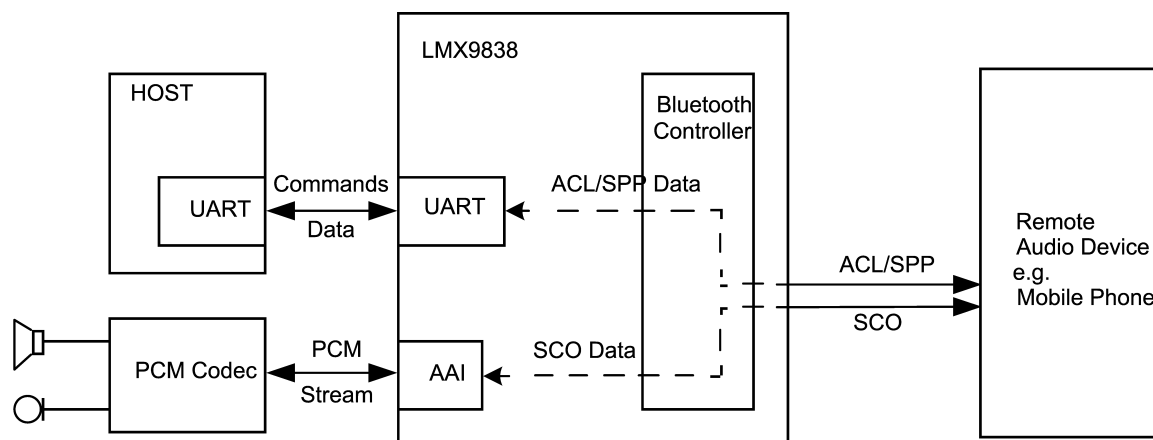 LMX9838
HOST
Bluetooth
Controller
UART
Commands
Data
UART
ACL/SPP Data
Remote
Audio Device
e.g.
Mobile Phone
ACL/SPP
SCO
PCM Codec
PCM
Stream
AAI
SCO Data